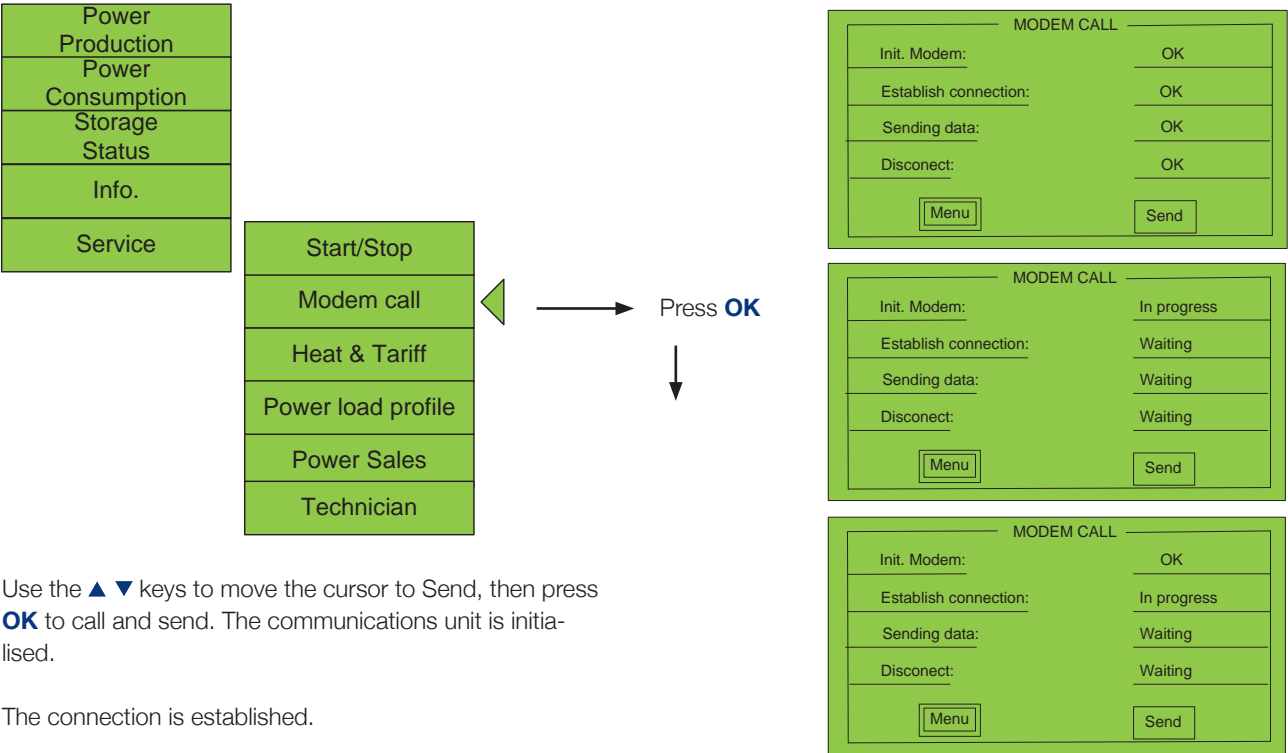 Power
Production
Power
Consumption
Storage
Status
Info.
Service
Start/Stop
Modem call
Heat & Tariff
Power load profile
Power Sales
Technician
Press OK
Use the ▲ ▼ keys to move the cursor to Send, then press
OK to call and send. The communications unit is initia-
lised.
The connection is established.
MODEM CALL
Init. Modem: OK
Establish connection: OK
Sending data: OK
Disconect: OK
Menu Send
MODEM CALL
Init. Modem: In progress
Establish connection: Waiting
Sending data: Waiting
Disconect: Waiting
Menu Send
MODEM CALL
Init. Modem: OK
Establish connection: In progress
Sending data: Waiting
Disconect: Waiting
Menu Send